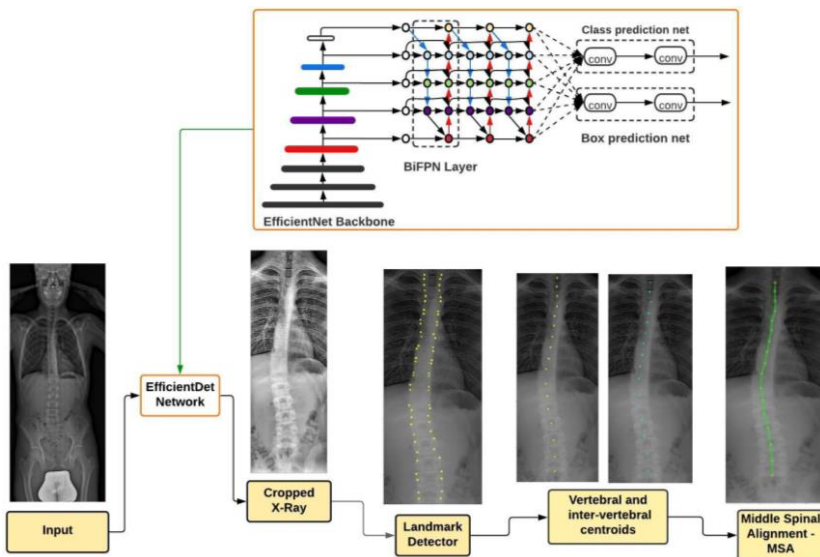 Class prediction net
conv
conv
conv
conv
Box prediction net
BiFPN Layer
EfficientNet Backbone
EfficientDet
Network
Input
Cropped
X-Ray
Landmark
Detector
Vertebral and
inter-vertebral
centroids
Middle Spinal
Alignment -
MSA